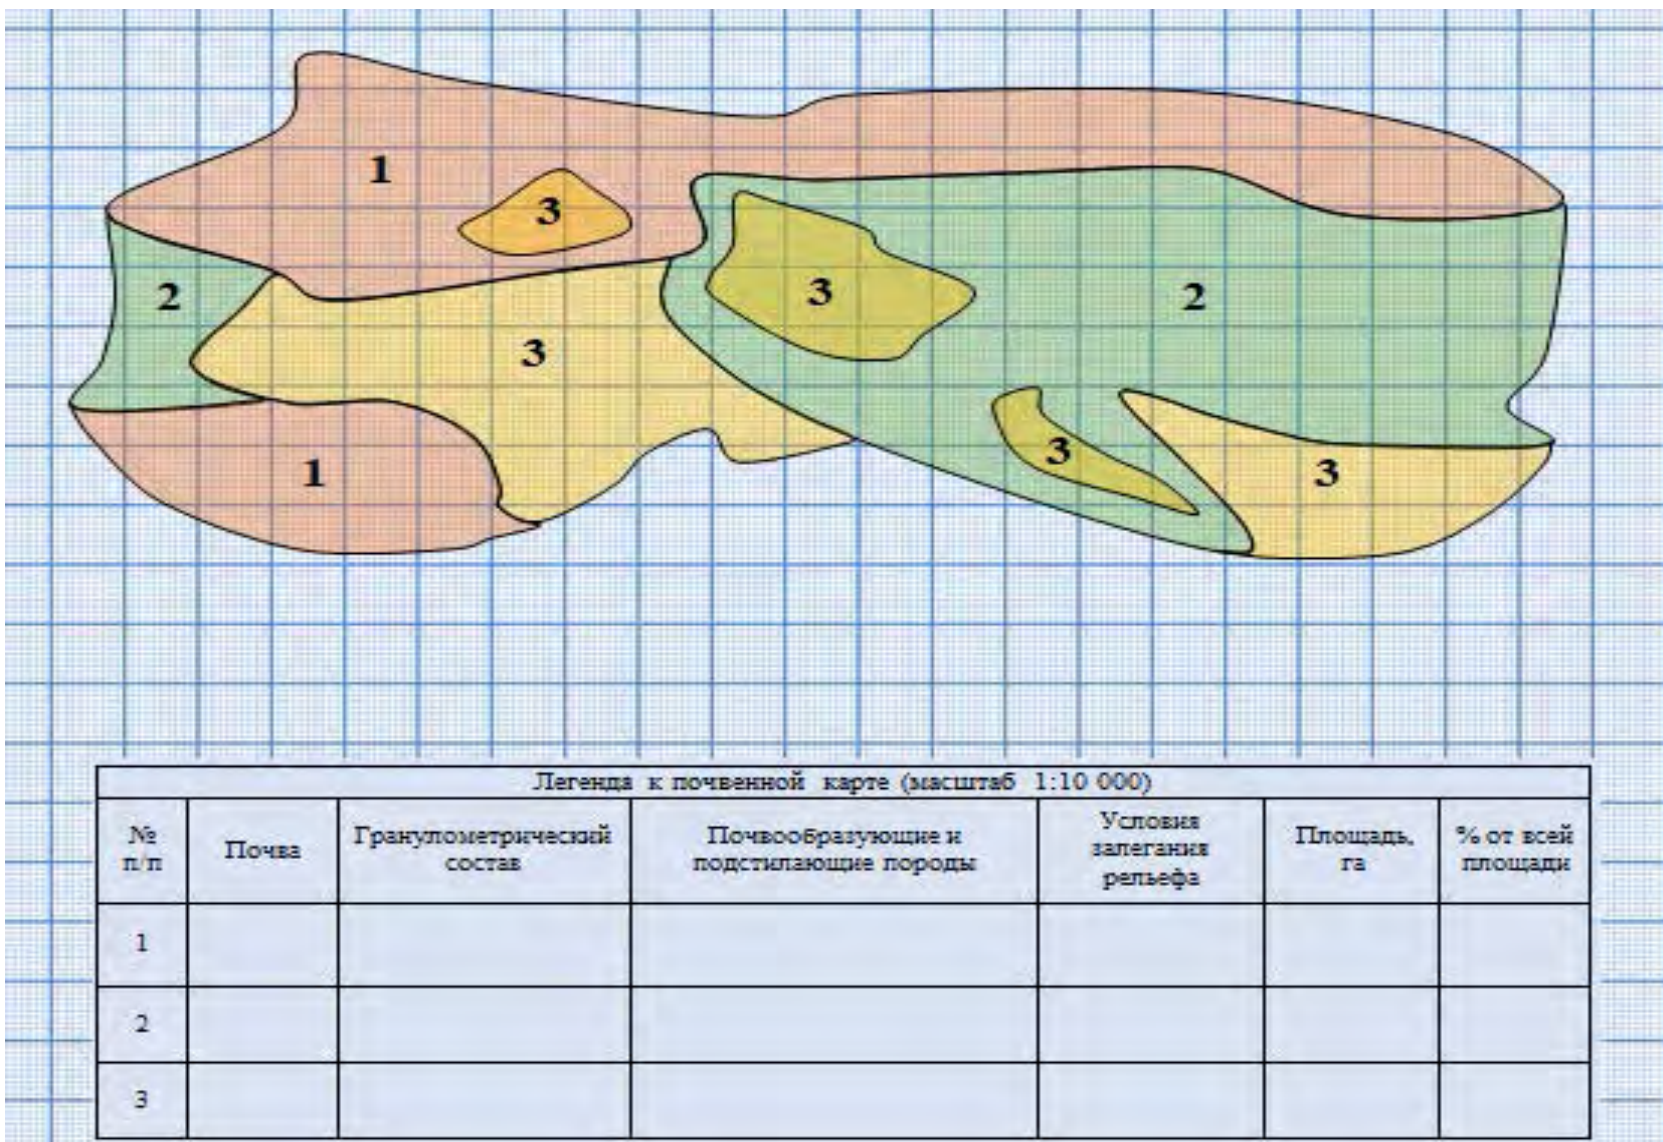 1
3
2
3
2
3
3
1
3
Легенда к почвенной карте (масштаб 1:10 000)
№ п/п
Почва
Гранулометрический
состав
Почвообразующие и
подстилающие породы
Условия
залегания
рельефа
Площадь,
га
% от всей
площади
1
2
3